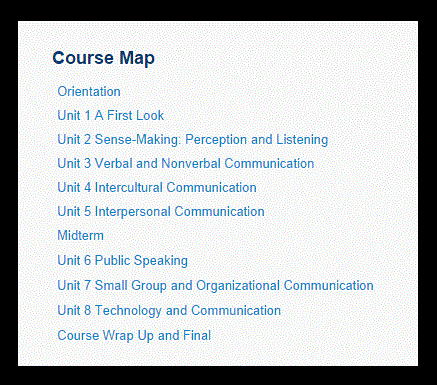 Course Map
Orientation
Unit 1 A First Look
Unit 2 Sense-Making: Perception and Listening
Unit 3 Verbal and Nonverbal Communication
Unit 4 Intercultural Communication
Unit 5 Interpersonal Communication
Midterm
Unit 6 Public Speaking
Unit 7 Small Group and Organizational Communication
Unit 8 Technology and Communication
Course Wrap Up and Final